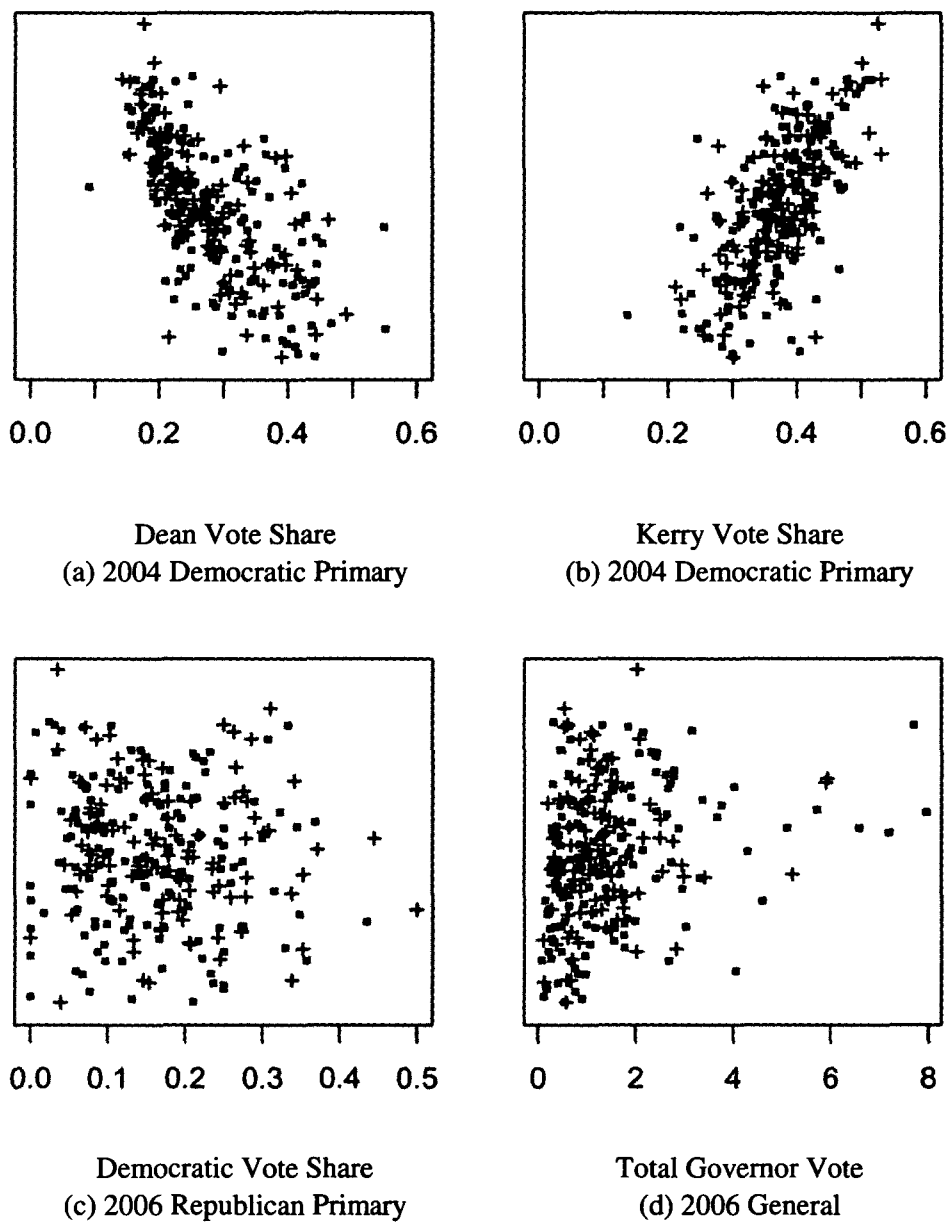 0.0 0.2 0.4 0.6
Dean Vote Share
(a) 2004 Democratic Primary
0.0 0.2 0.4 0.6
Kerry Vote Share
(b) 2004 Democratic Primary
0.0 0.1 0.2 0.3 0.4 0.5
Democratic Vote Share
(c) 2006 Republican Primary
0 2 4 6 8
Total Governor Vote
(d) 2006 General